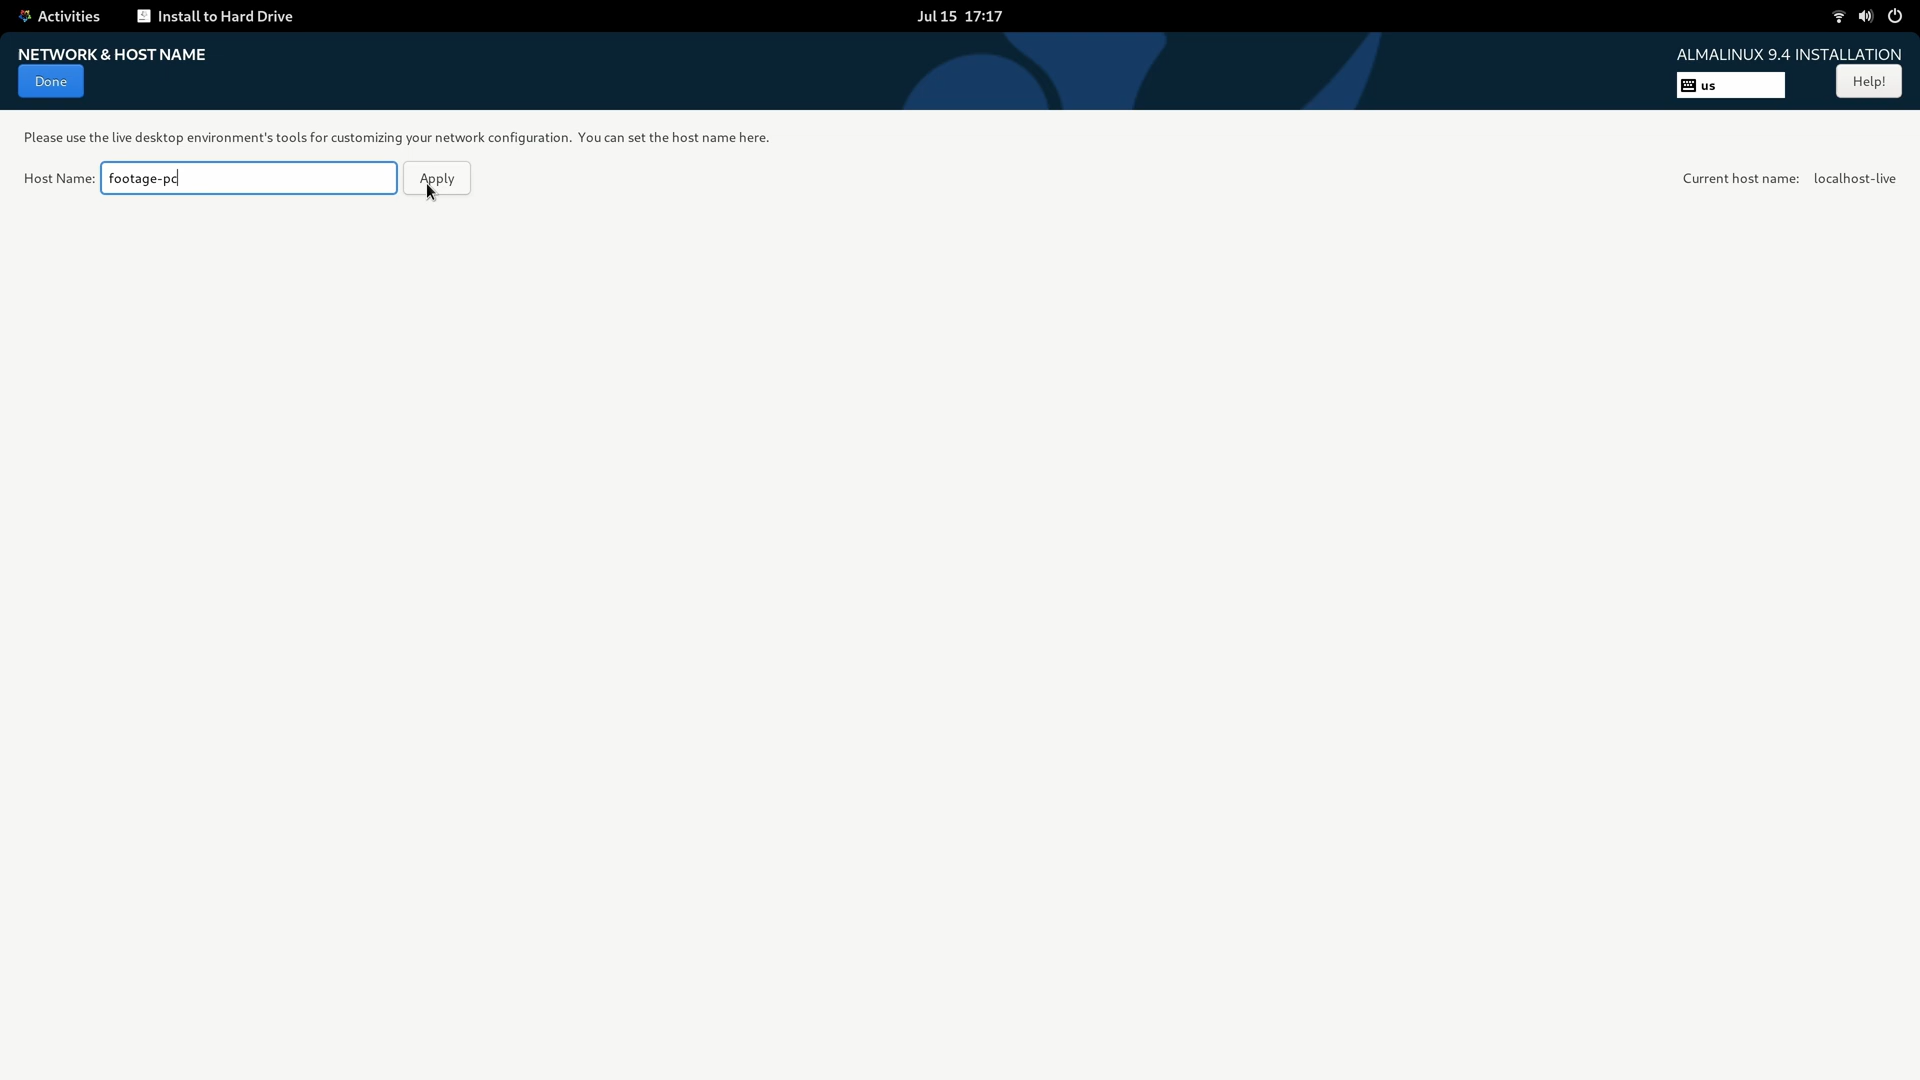 Activities Install to Hard Drive Jul 15 17:17
NETWORK & HOST NAME ALMALINUX 9.4 INSTALLATION
Done us Help!
Please use the live desktop environment's tools for customizing your network configuration. You can set the host name here.
Host Name: footage-pc Apply Current host name: localhost-live